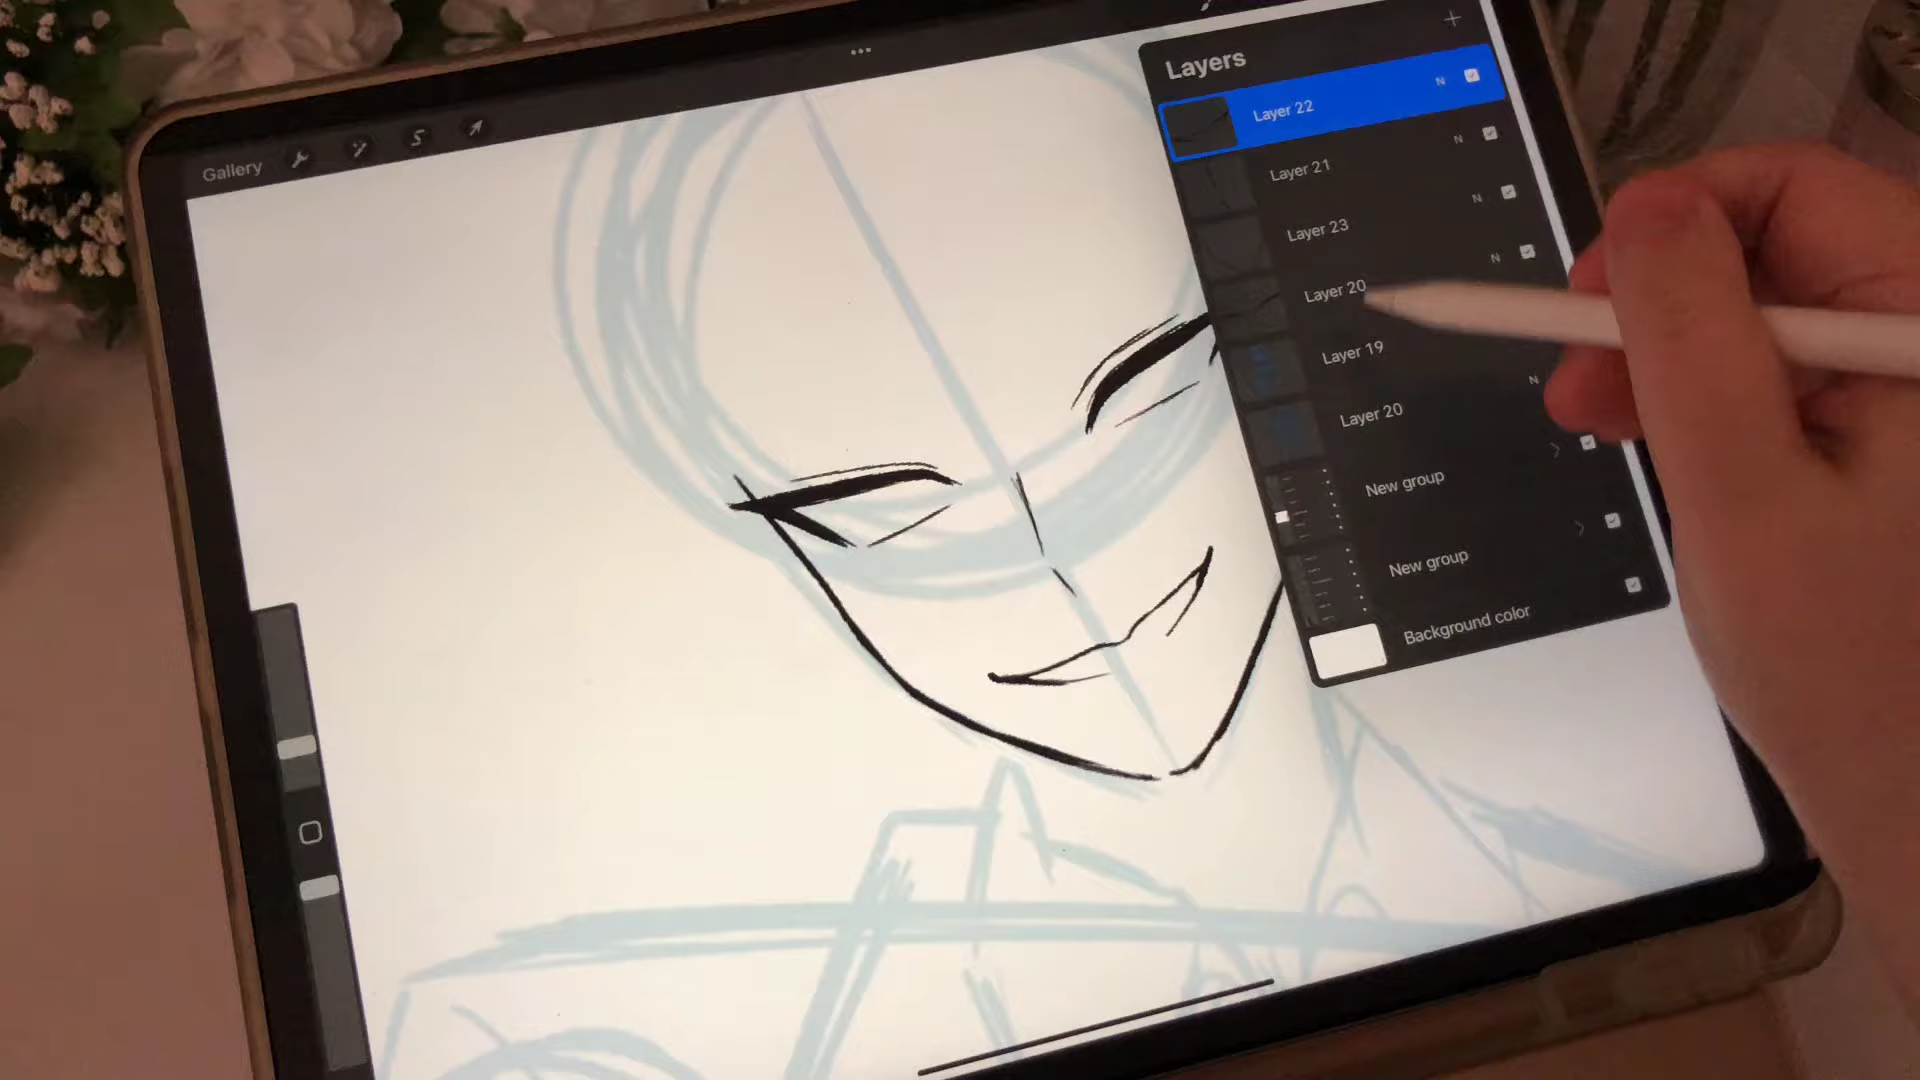 Gallery
Layers
Layer 22 N
Layer 21 N
Layer 23 N
Layer 20 N
Layer 19
Layer 20 N
New group
New group
Background color